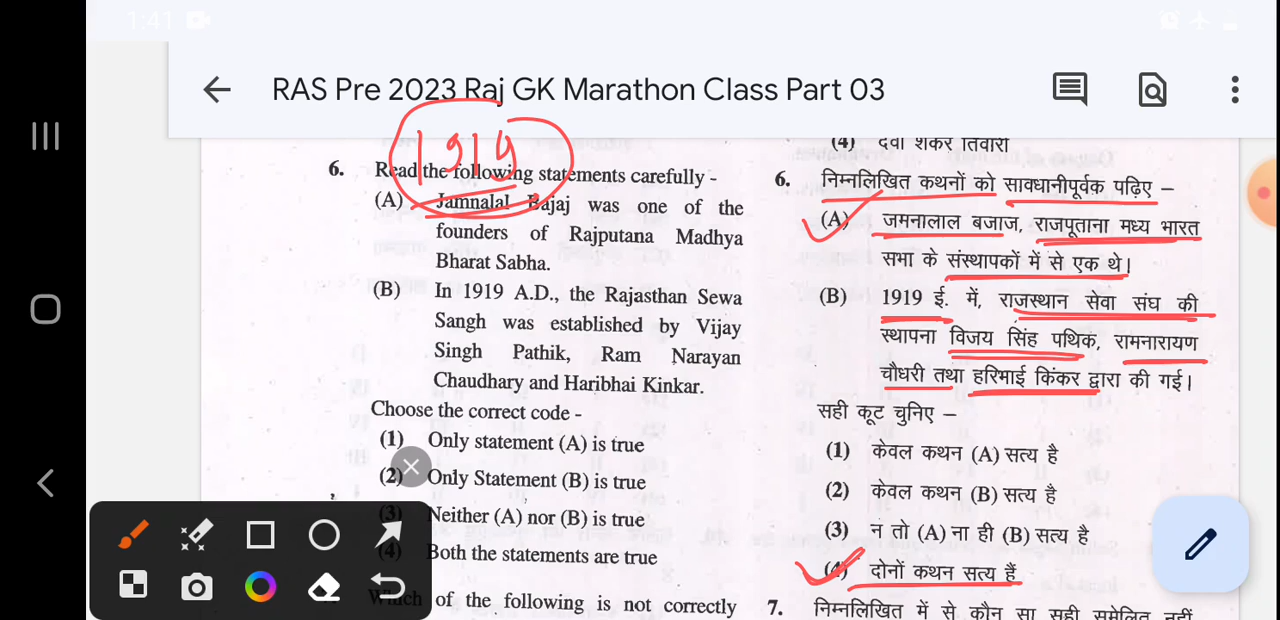 1:41
RAS Pre 2023 Raj GK Marathon Class Part 03
1919
6. Read the following statements carefully -
(A) Jamnalal Bajaj was one of the
founders of Rajputana Madhya
Bharat Sabha.
(B) In 1919 A.D., the Rajasthan Sewa
Sangh was established by Vijay
Singh Pathik, Ram Narayan
Chaudhary and Haribhai Kinkar.
Choose the correct code -
(1) Only statement (A) is true
(2) Only Statement (B) is true
(3) Neither (A) nor (B) is true
(4) Both the statements are true
Which of the following is not correctly
(4) देवी शंकर तिवारी
6. निम्नलिखित कथनों को सावधानीपूर्वक पढ़िए –
(A) जमनालाल बजाज, राजपूताना मध्य भारत
सभा के संस्थापकों में से एक थे।
(B) 1919 ई. में, राजस्थान सेवा संघ की
स्थापना विजय सिंह पथिक, रामनारायण
चौधरी तथा हरिभाई किंकर द्वारा की गई।
सही कूट चुनिए –
(1) केवल कथन (A) सत्य है
(2) केवल कथन (B) सत्य है
(3) न तो (A) ना ही (B) सत्य है
(4) दोनों कथन सत्य हैं
7. निम्नलिखित में से कौन सा सही सुमेलित नहीं